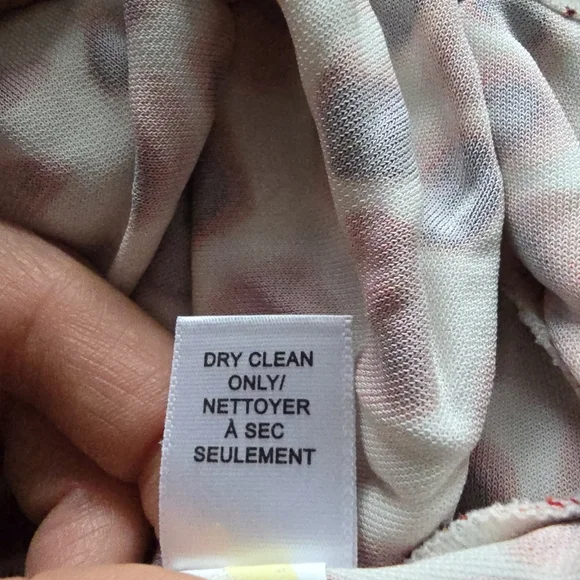 DRY CLEAN
ONLY/
NETTOYER
À SEC
SEULEMENT